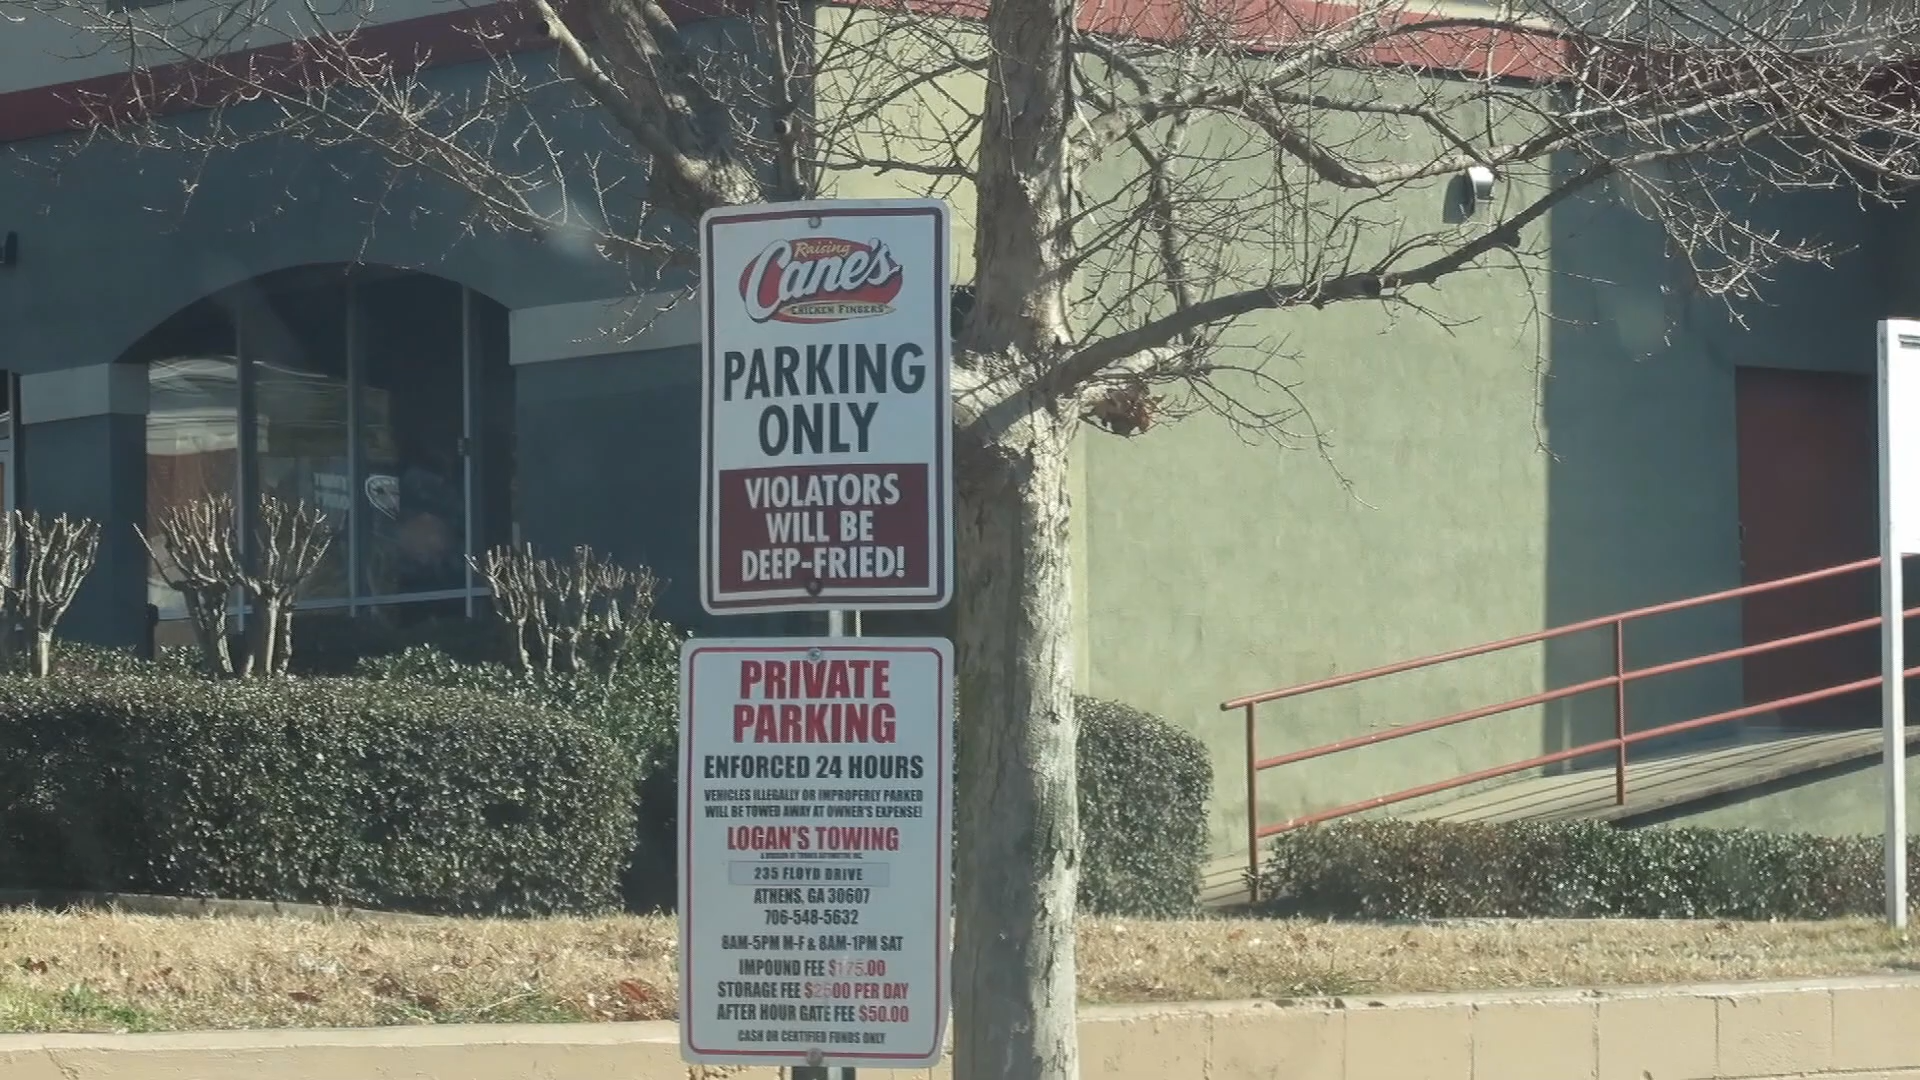 Raising
Cane's
CHICKEN FINGERS
PARKING
ONLY
VIOLATORS
WILL BE
DEEP-FRIED!
PRIVATE
PARKING
ENFORCED 24 HOURS
VEHICLES ILLEGALLY OR IMPROPERLY PARKED
WILL BE TOWED AWAY AT OWNER'S EXPENSE!
LOGAN'S TOWING
235 FLOYD DRIVE
ATHENS, GA 30607
706-548-5632
8AM-5PM M-F & 8AM-1PM SAT
IMPOUND FEE $175.00
STORAGE FEE $2500 PER DAY
AFTER HOUR GATE FEE $50.00
CASH OR CERTIFIED FUNDS ONLY